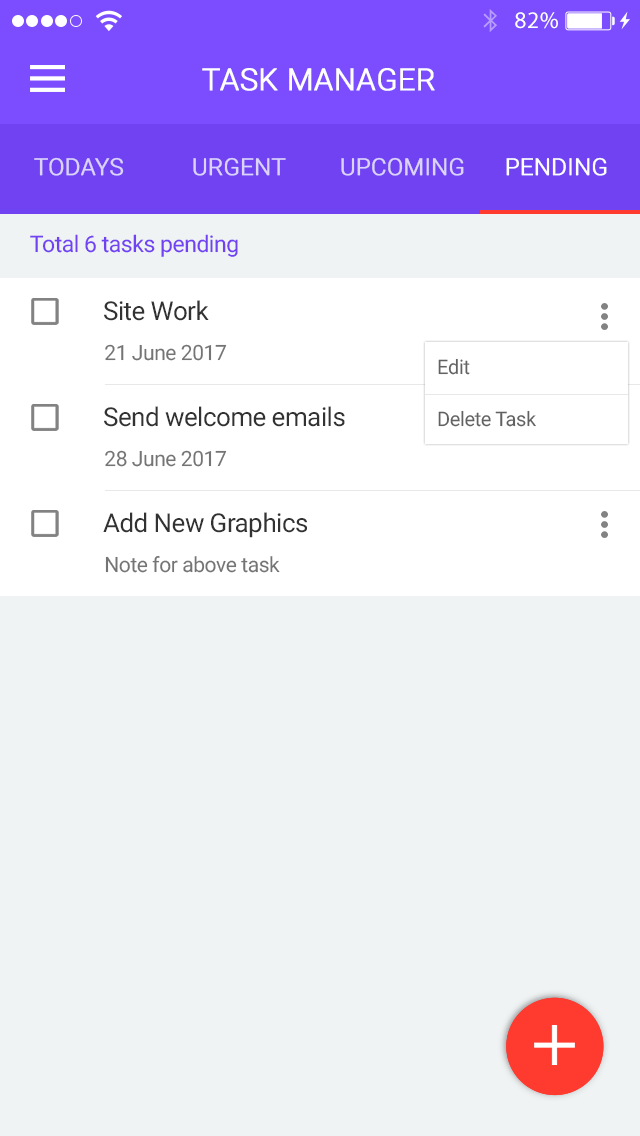 82%
TASK MANAGER
TODAYS URGENT UPCOMING PENDING
Total 6 tasks pending
Site Work
21 June 2017
Edit
Send welcome emails
Delete Task
28 June 2017
Add New Graphics
Note for above task